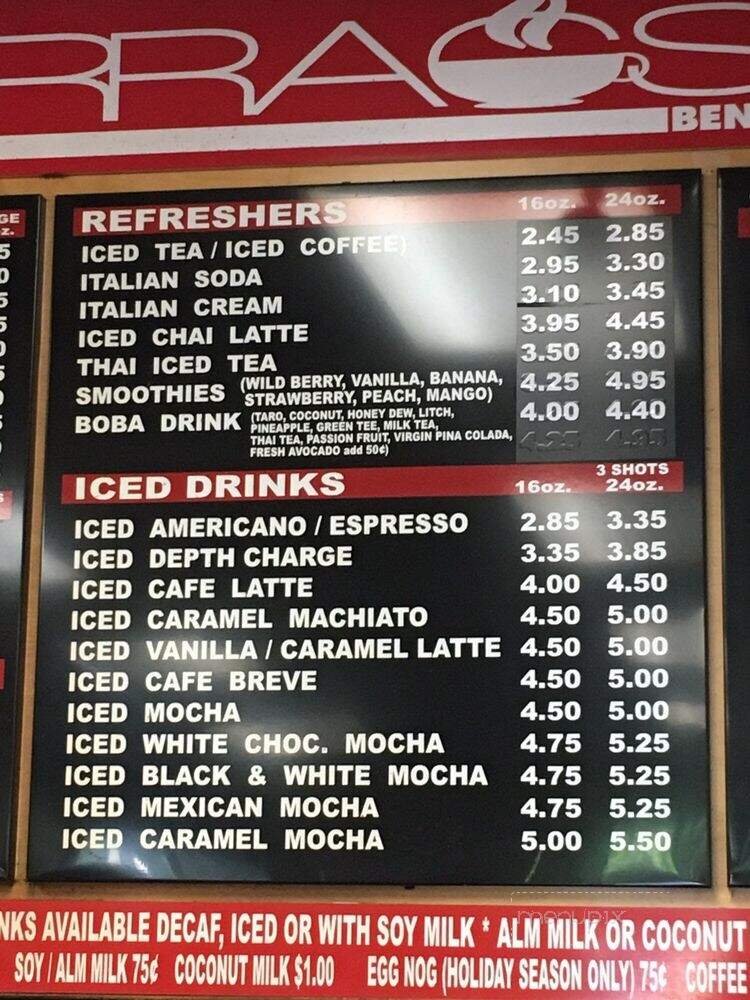 BEN
REFRESHERS 16oz. 24oz.
ICED TEA / ICED COFFEE) 2.45 2.85
ITALIAN SODA 2.95 3.30
ITALIAN CREAM 3.10 3.45
ICED CHAI LATTE 3.95 4.45
THAI ICED TEA 3.50 3.90
SMOOTHIES (WILD BERRY, VANILLA, BANANA, STRAWBERRY, PEACH, MANGO) 4.25 4.95
BOBA DRINK (TARO, COCONUT, HONEY DEW, LITCH, 4.00 4.40
PINEAPPLE, GREEN TEE, MILK TEA,
THAI TEA, PASSION FRUIT, VIRGIN PINA COLADA, 4.25 4.95
FRESH AVOCADO add 50¢)
ICED DRINKS 16oz. 3 SHOTS 24oz.
ICED AMERICANO / ESPRESSO 2.85 3.35
ICED DEPTH CHARGE 3.35 3.85
ICED CAFE LATTE 4.00 4.50
ICED CARAMEL MACHIATO 4.50 5.00
ICED VANILLA / CARAMEL LATTE 4.50 5.00
ICED CAFE BREVE 4.50 5.00
ICED MOCHA 4.50 5.00
ICED WHITE CHOC. MOCHA 4.75 5.25
ICED BLACK & WHITE MOCHA 4.75 5.25
ICED MEXICAN MOCHA 4.75 5.25
ICED CARAMEL MOCHA 5.00 5.50
menupix
NKS AVAILABLE DECAF, ICED OR WITH SOY MILK * ALM MILK OR COCONUT
SOY / ALM MILK 75¢ COCONUT MILK $1.00 EGG NOG (HOLIDAY SEASON ONLY) 75¢ COFFEE